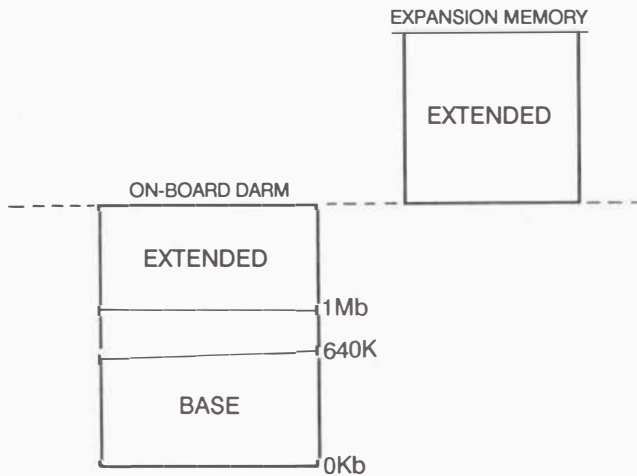 EXPANSION MEMORY
EXTENDED
ON-BOARD DARM
EXTENDED
1Mb
640K
BASE
0Kb